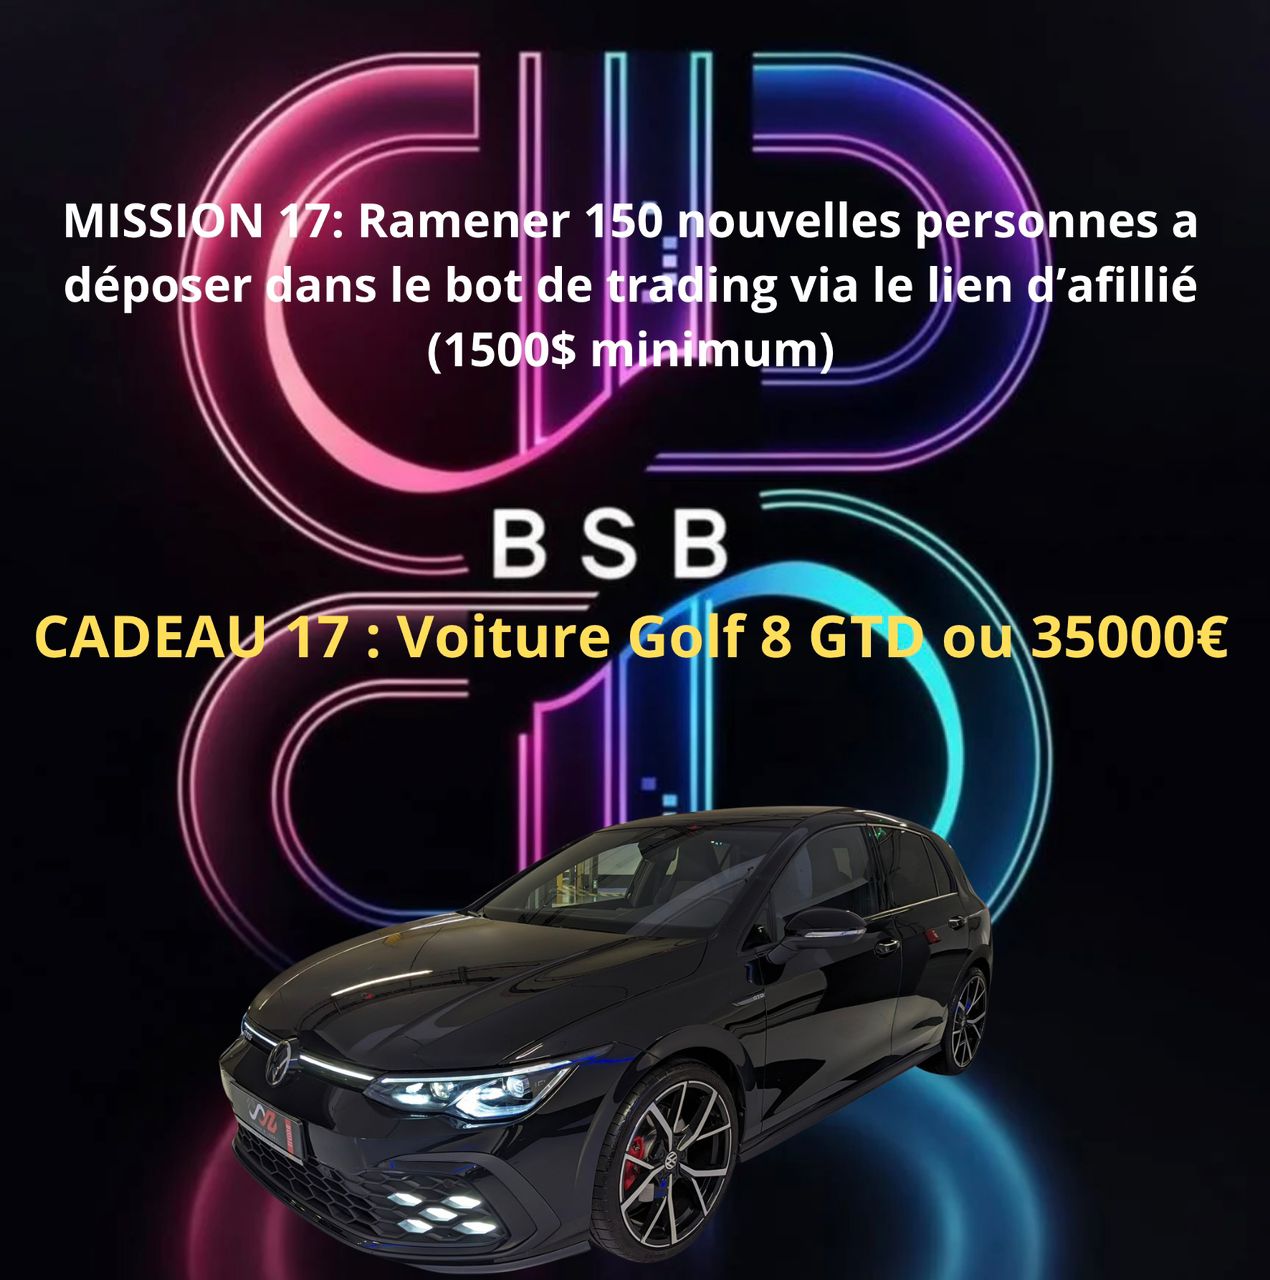 MISSION 17: Ramener 150 nouvelles personnes a
déposer dans le bot de trading via le lien d’afillié
(1500$ minimum)
BSB
CADEAU 17 : Voiture Golf 8 GTD ou 35000€
GTD